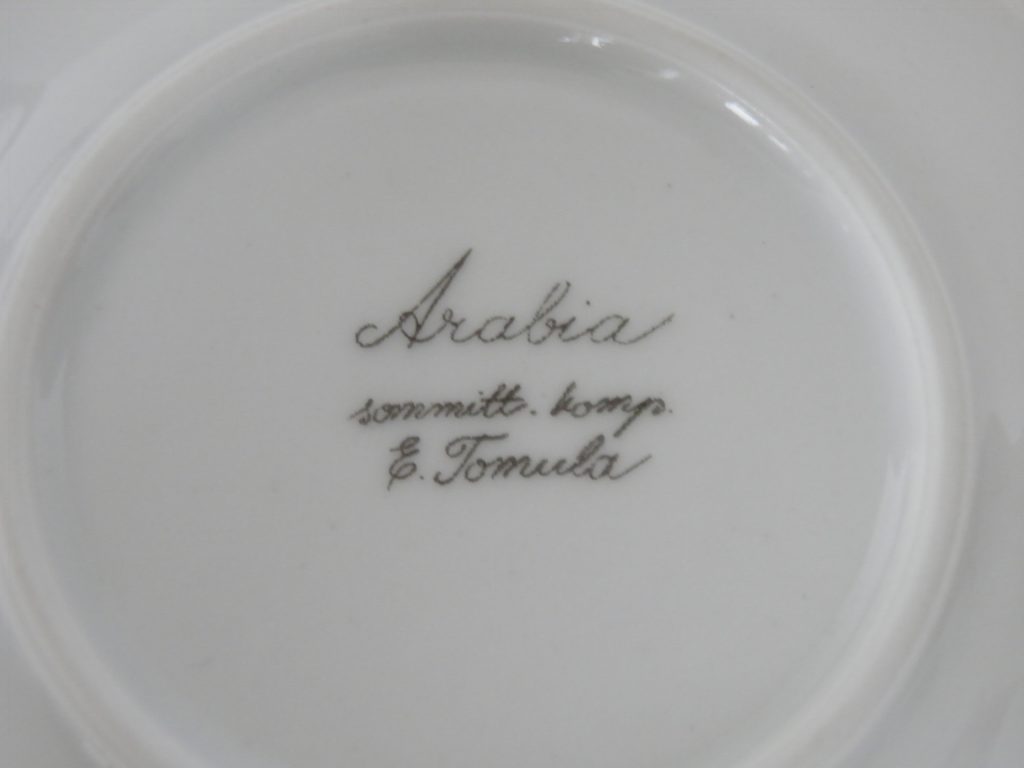 Arabia
sommitt. komp.
E. Tomula